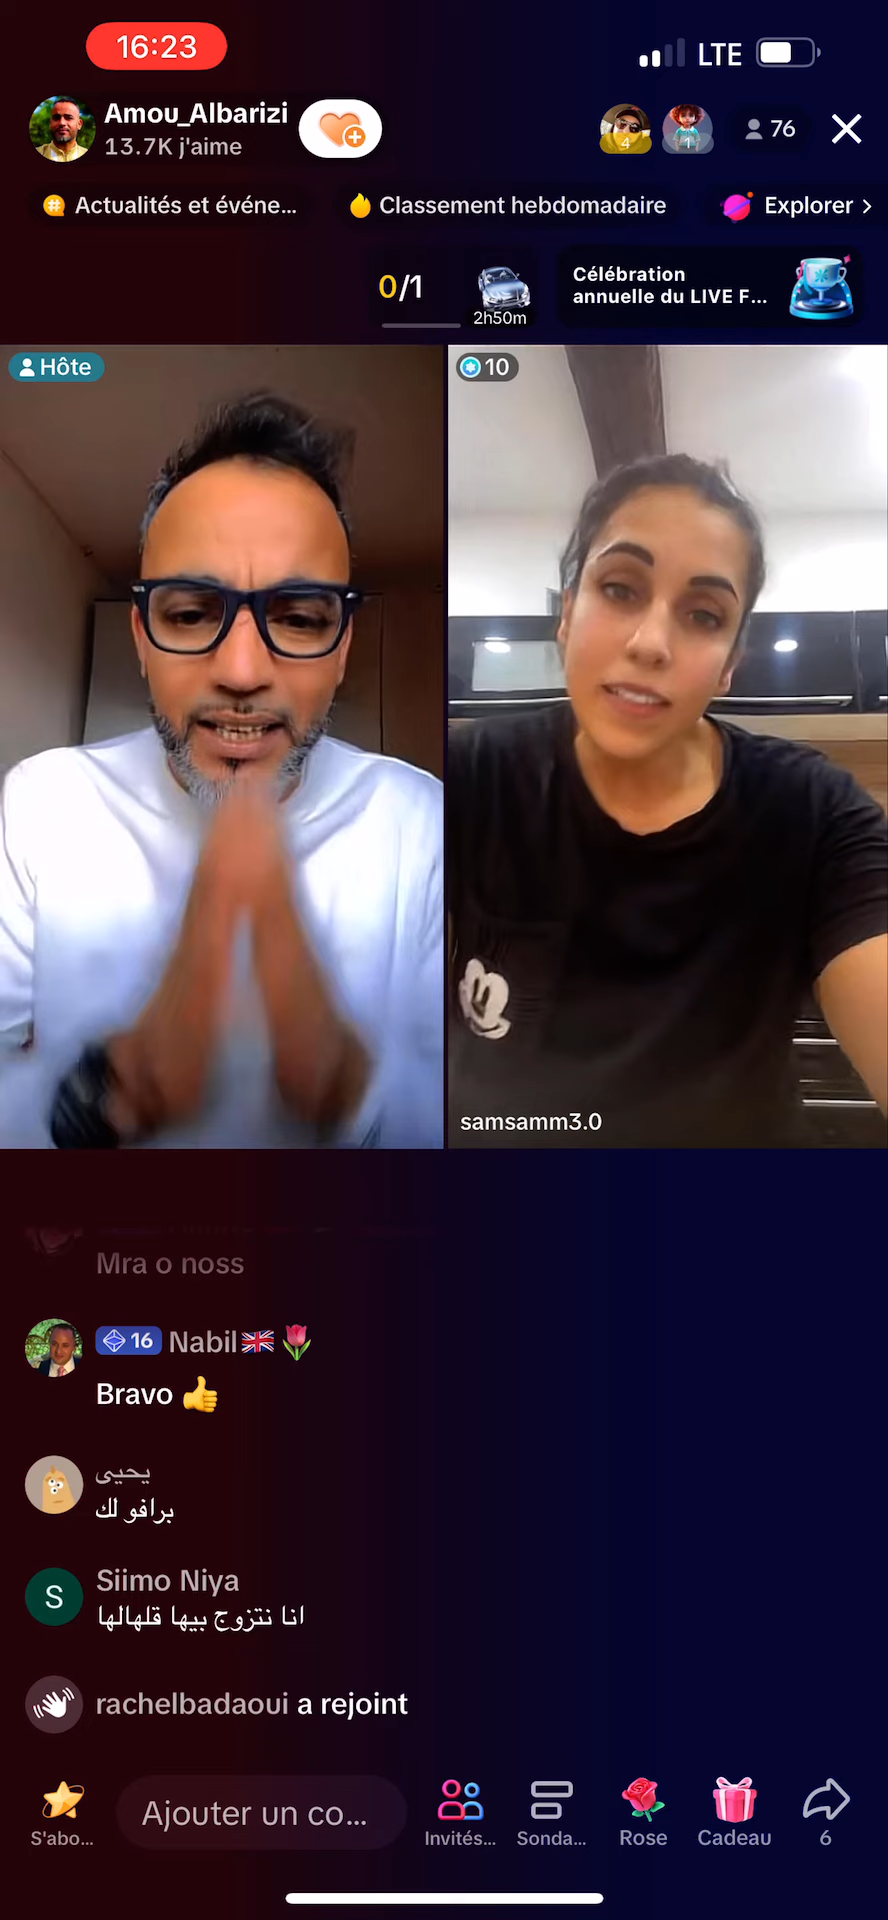 16:23
LTE
Amou_Albarizi
13.7K j'aime
4
1
76
Actualités et événe...
Classement hebdomadaire
Explorer
0/1
2h50m
Célébration
annuelle du LIVE F...
Hôte
10
samsamm3.0
Mra o noss
16 Nabil
Bravo
يحيى
برافو لك
S
Siimo Niya
انا نتزوج بيها قلهالها
rachelbadaoui a rejoint
S'abo...
Ajouter un co...
Invités...
Sonda...
Rose
Cadeau
6